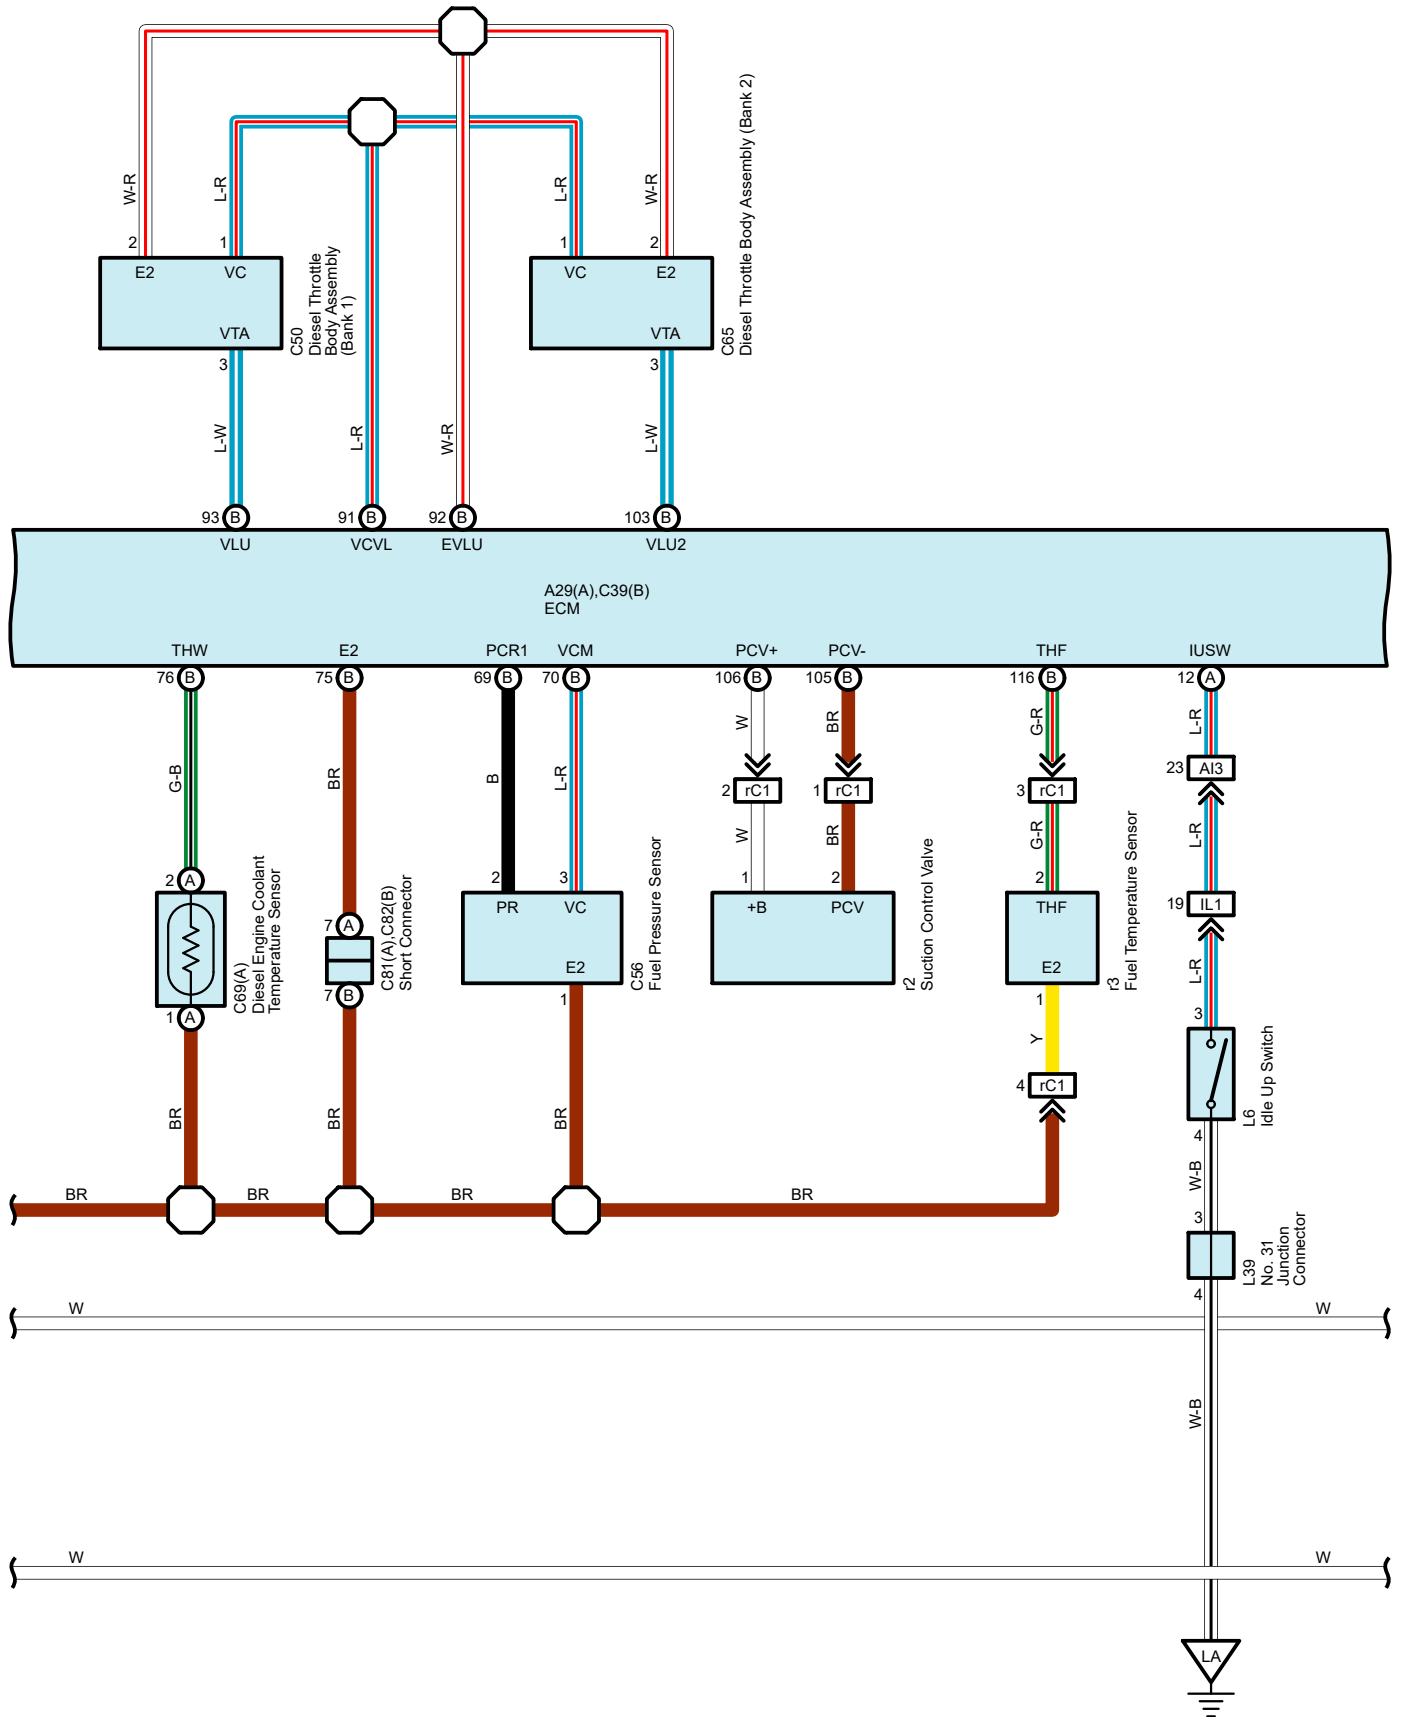 W-R
L-R
L-R
W-R
2
1
1
2
E2
VC
VC
E2
VTA
VTA
C50
Diesel Throttle
Body Assembly
(Bank 1)
C65
Diesel Throttle Body Assembly (Bank 2)
3
3
L-W
L-R
W-R
L-W
93 B
91 B
92 B
103 B
VLU
VCVL
EVLU
VLU2
A29(A),C39(B)
ECM
THW
E2
PCR1
VCM
PCV+
PCV-
THF
IUSW
76 B
75 B
69 B
70 B
106 B
105 B
116 B
12 A
G-B
BR
B
L-R
W
BR
G-R
L-R
2 rC1
1 rC1
3 rC1
23 AI3
W
BR
G-R
L-R
2 A
7 A
2
3
1
2
2
19 IL1
PR
VC
+B
PCV
THF
E2
E2
C69(A)
Diesel Engine Coolant
Temperature Sensor
C81(A),C82(B)
Short Connector
C56
Fuel Pressure Sensor
r2
Suction Control Valve
r3
Fuel Temperature Sensor
L-R
1 A
7 B
1
1
3
Y
4 rC1
L6
Idle Up Switch
4
BR
BR
BR
W-B
BR
BR
BR
BR
3
L39
No. 31
Junction
Connector
4
W
W
W-B
W
W
LA